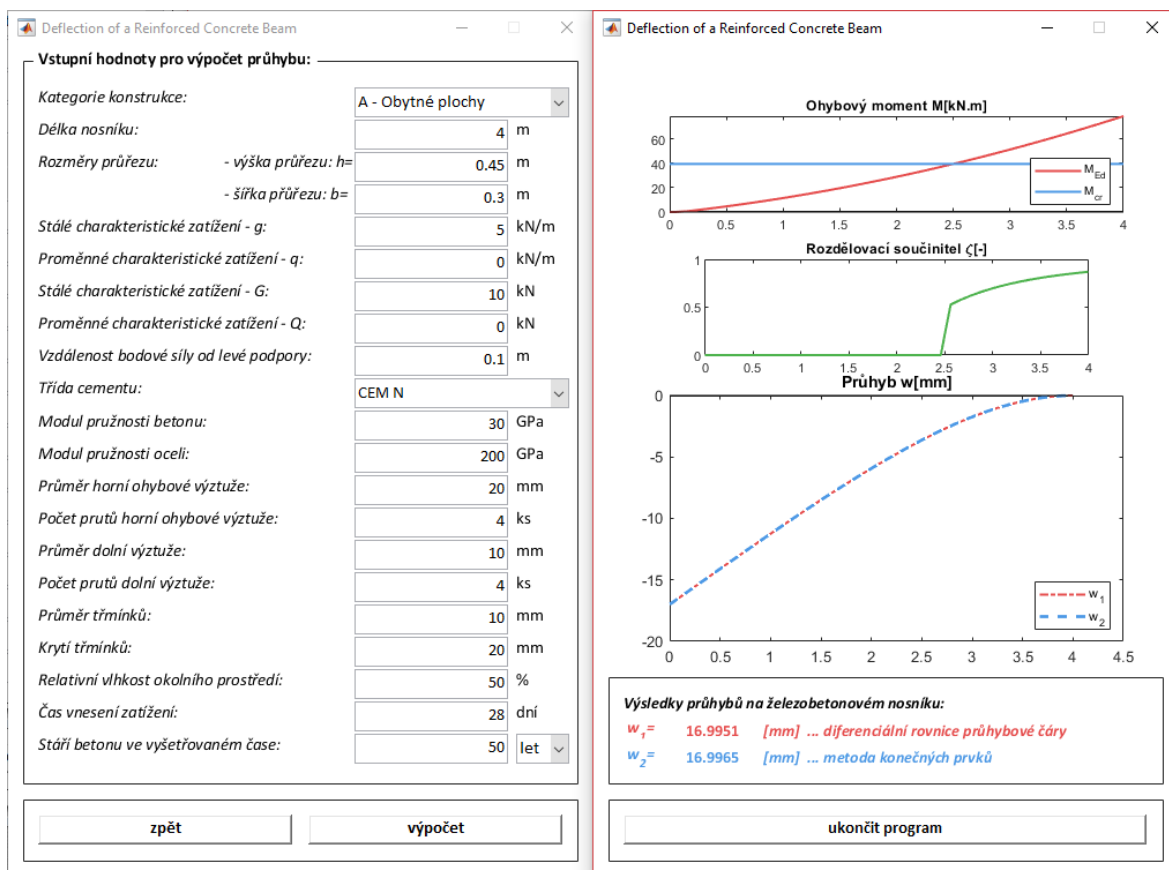 Deflection of a Reinforced Concrete Beam
Vstupní hodnoty pro výpočet průhybu:
Kategorie konstrukce: A - Obytné plochy
Délka nosníku: 4 m
Rozměry průřezu: - výška průřezu: h= 0.45 m
- šířka přůřezu: b= 0.3 m
Stálé charakteristické zatížení - g: 5 kN/m
Proměnné charakteristické zatížení - q: 0 kN/m
Stálé charakteristické zatížení - G: 10 kN
Proměnné charakteristické zatížení - Q: 0 kN
Vzdálenost bodové síly od levé podpory: 0.1 m
Třída cementu: CEM N
Modul pružnosti betonu: 30 GPa
Modul pružnosti oceli: 200 GPa
Průměr horní ohybové výztuže: 20 mm
Počet prutů horní ohybové výztuže: 4 ks
Průměr dolní výztuže: 10 mm
Počet prutů dolní výztuže: 4 ks
Průměr třmínků: 10 mm
Krytí třmínků: 20 mm
Relativní vlhkost okolního prostředí: 50 %
Čas vnesení zatížení: 28 dní
Stáří betonu ve vyšetřovaném čase: 50 let
zpět výpočet
Deflection of a Reinforced Concrete Beam
Ohybový moment M[kN.m]
60
40
20
0
M_Ed
M_cr
0 0.5 1 1.5 2 2.5 3 3.5 4
Rozdělovací součinitel ζ[-]
1
0.5
0
0 0.5 1 1.5 2 2.5 3 3.5 4
Průhyb w[mm]
0
-5
-10
-15
-20
w_1
w_2
0 0.5 1 1.5 2 2.5 3 3.5 4 4.5
Výsledky průhybů na železobetonovém nosníku:
w_1= 16.9951 [mm] ... diferenciální rovnice průhybové čáry
w_2= 16.9965 [mm] ... metoda konečných prvků
ukončit program